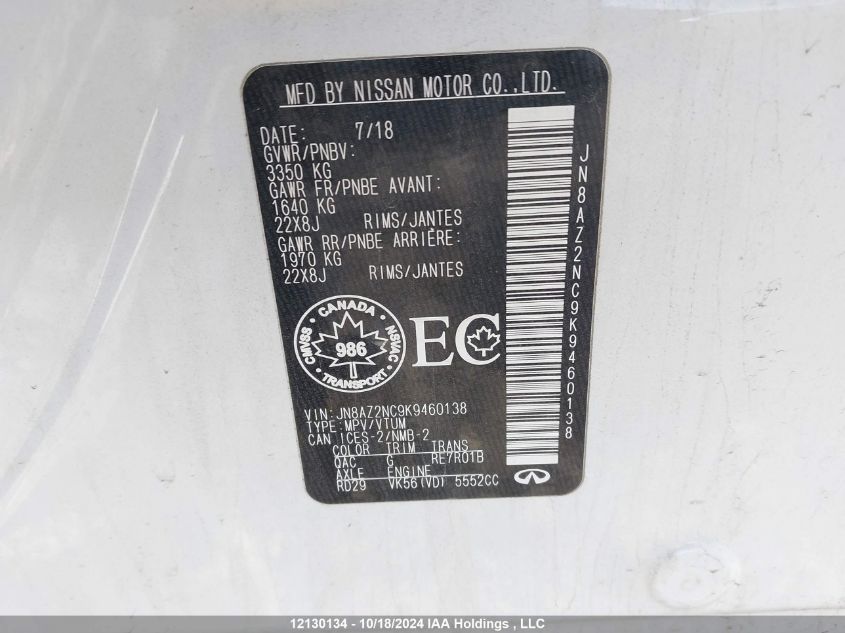 MFD BY NISSAN MOTOR CO.,LTD.
DATE: 7/18
GVWR/PNBV:
3350 KG
GAWR FR/PNBE AVANT:
1640 KG
22X8J RIMS/JANTES
GAWR RR/PNBE ARRIÈRE:
1970 KG
22X8J RIMS/JANTES
CANADA
CMVSS 986 NSVAC
TRANSPORT
EC
VIN:JN8AZ2NC9K9460138
TYPE:MPV/VTUM
CAN ICES-2/NMB-2
COLOR TRIM TRANS
QAC G RE7R01B
AXLE ENGINE
RD29 VK56(VD) 5552CC
JN8AZ2NC9K9460138
12130134 - 10/18/2024 IAA Holdings , LLC